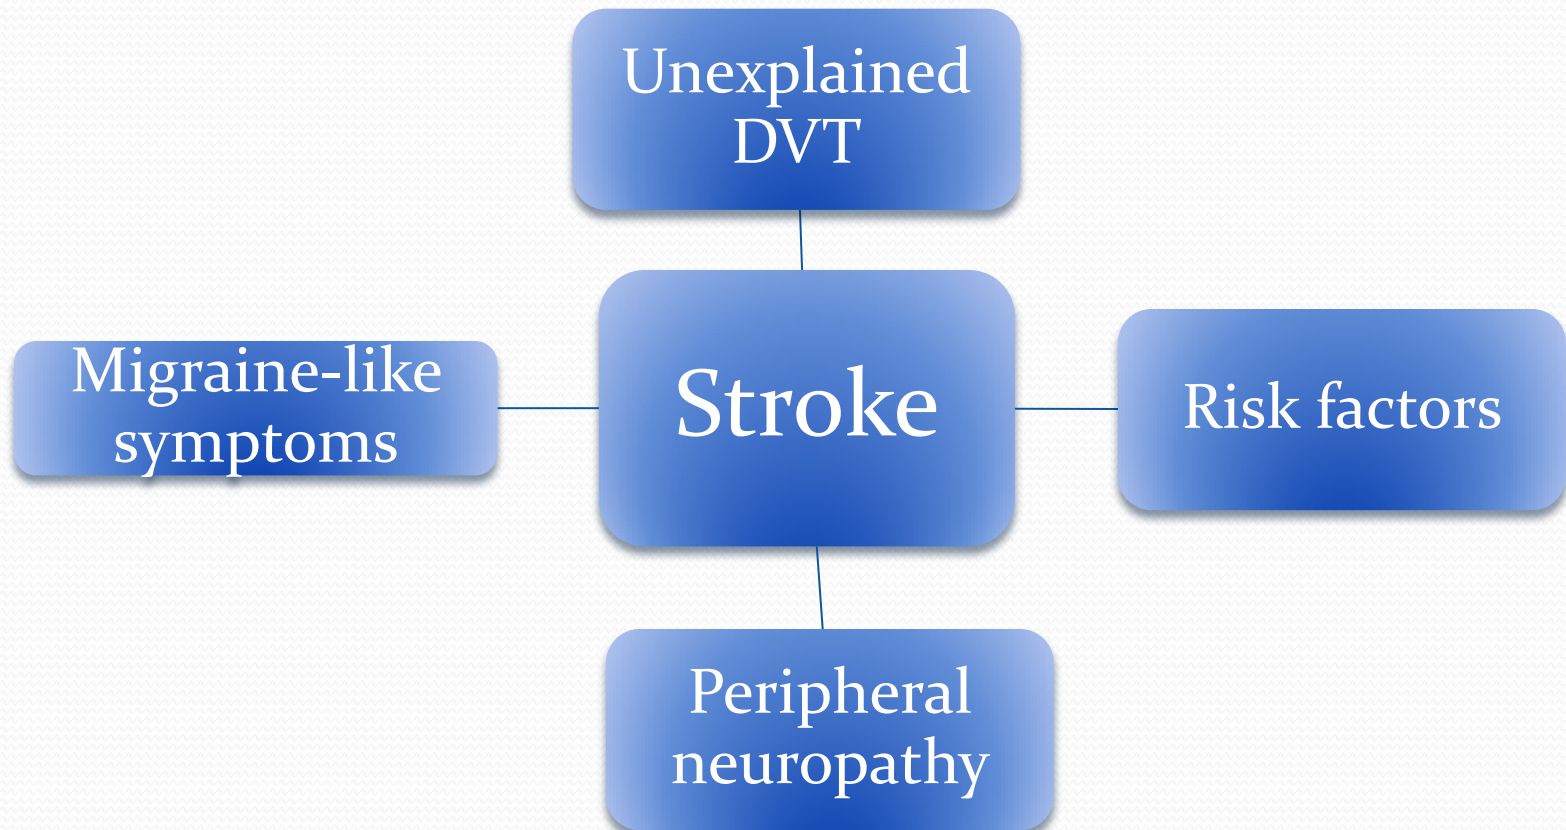 Unexplained
DVT
Migraine-like
symptoms
Stroke
Risk factors
Peripheral
neuropathy